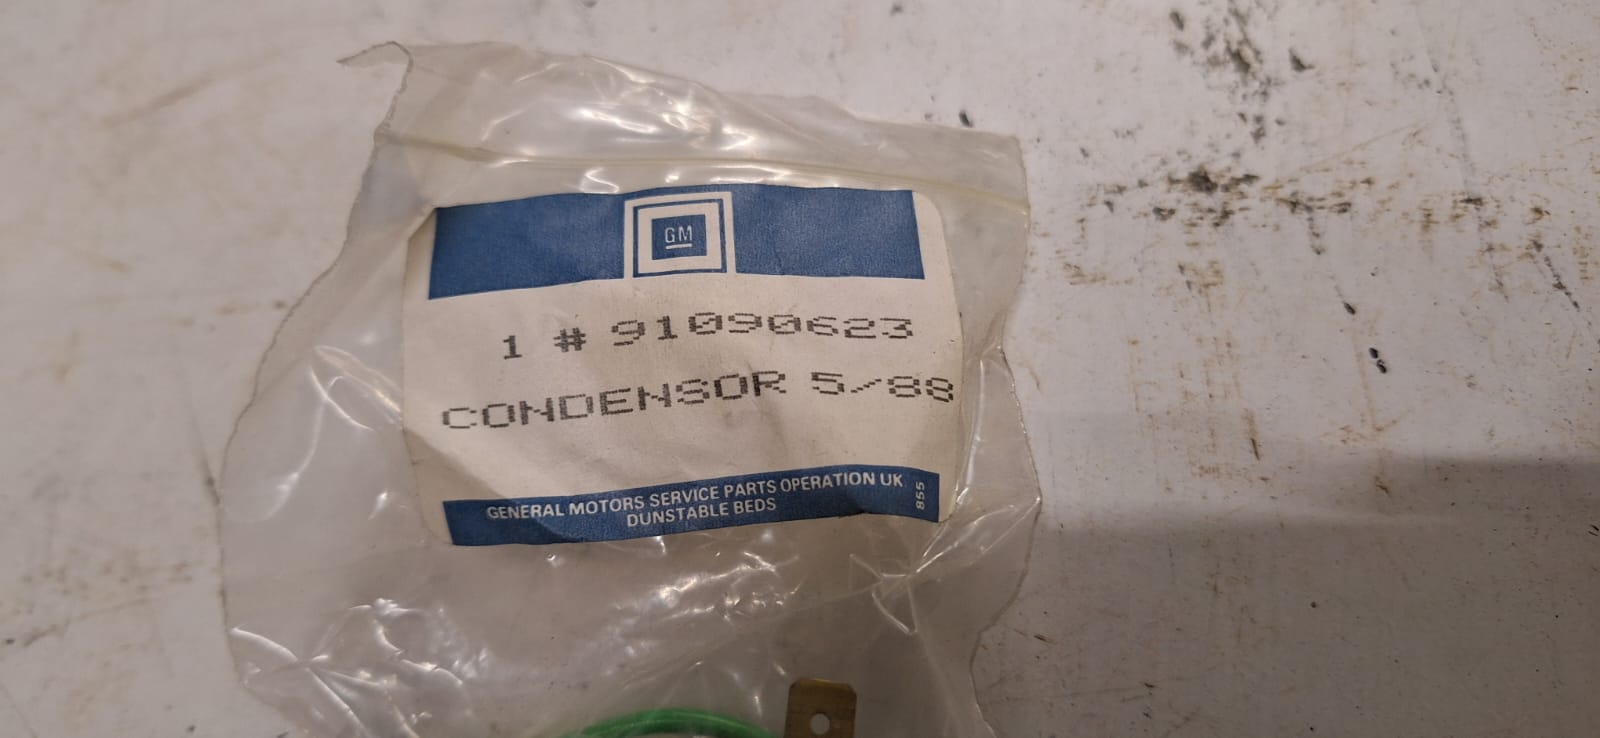 GM
1 # 91090623
CONDENSOR 5/88
GENERAL MOTORS SERVICE PARTS OPERATION UK
DUNSTABLE BEDS
855